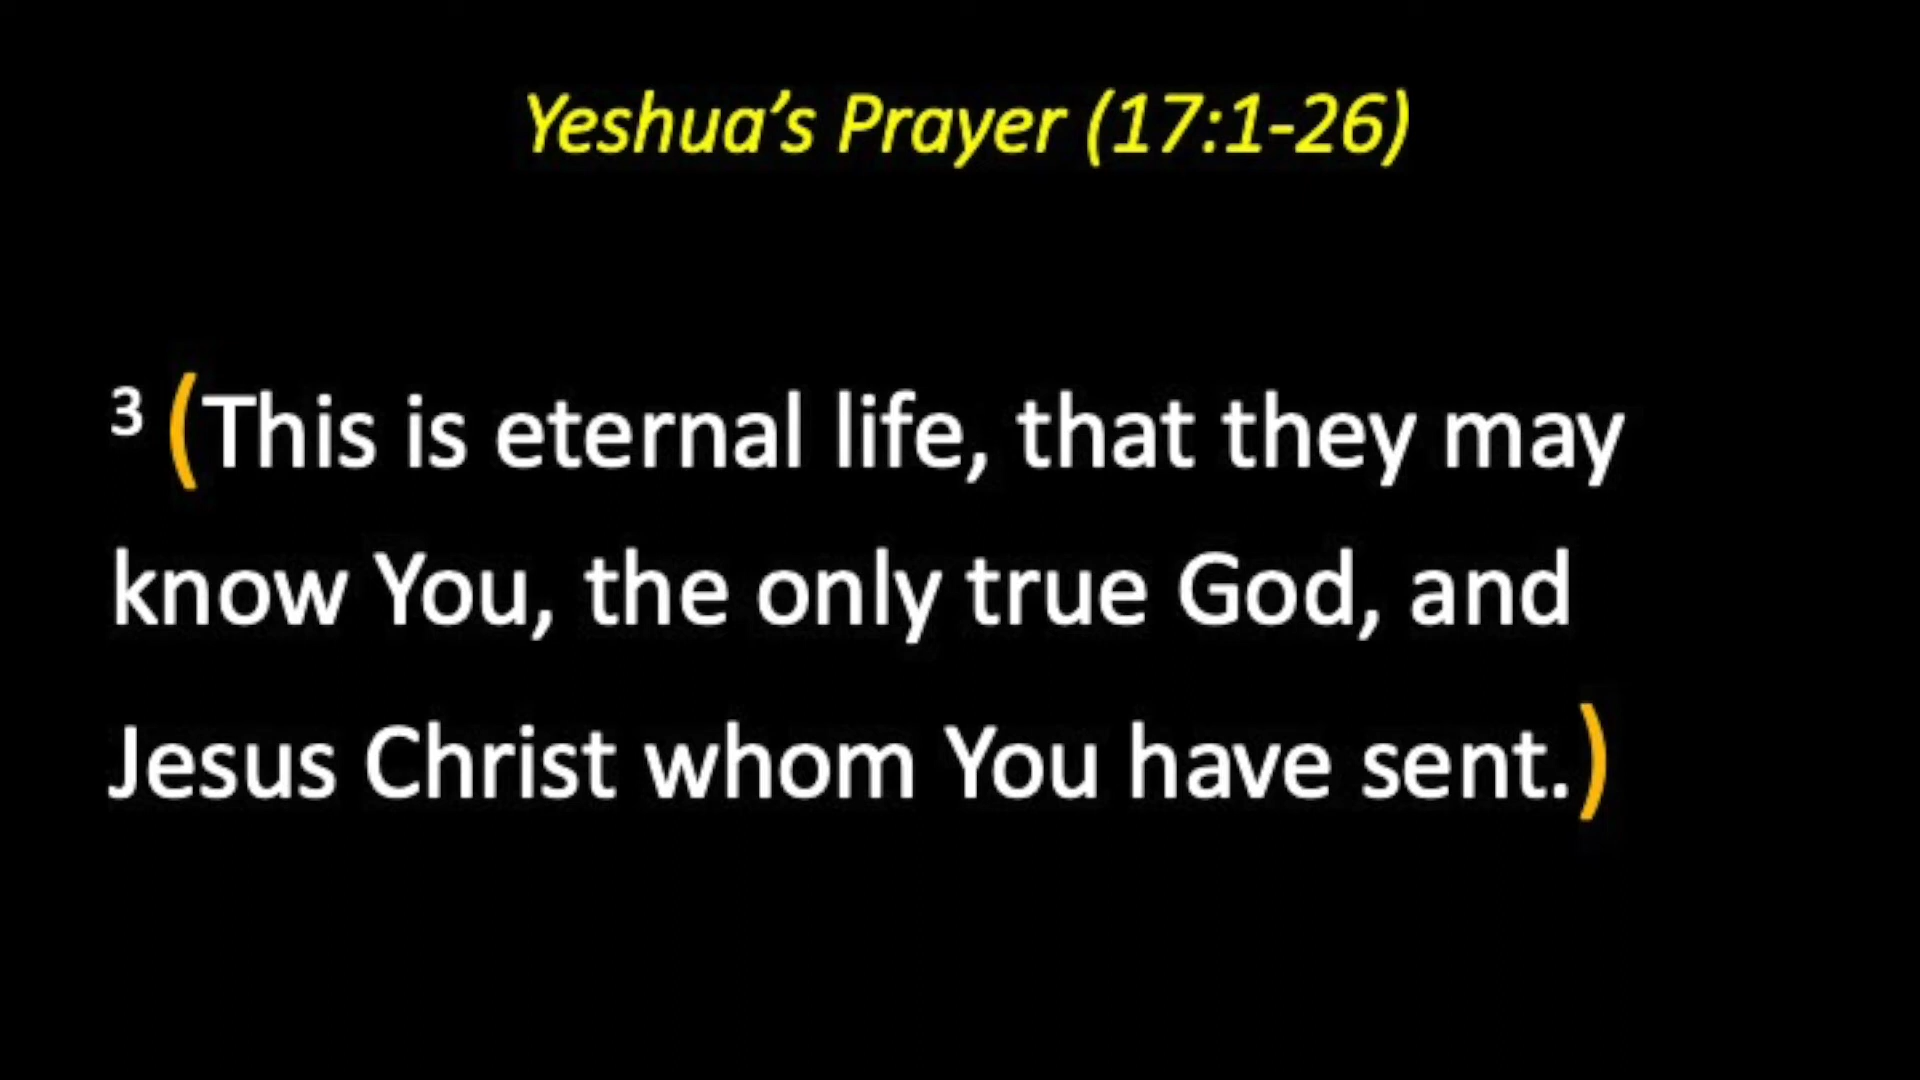 Yeshua’s Prayer (17:1-26)
3 (This is eternal life, that they may
know You, the only true God, and
Jesus Christ whom You have sent.)